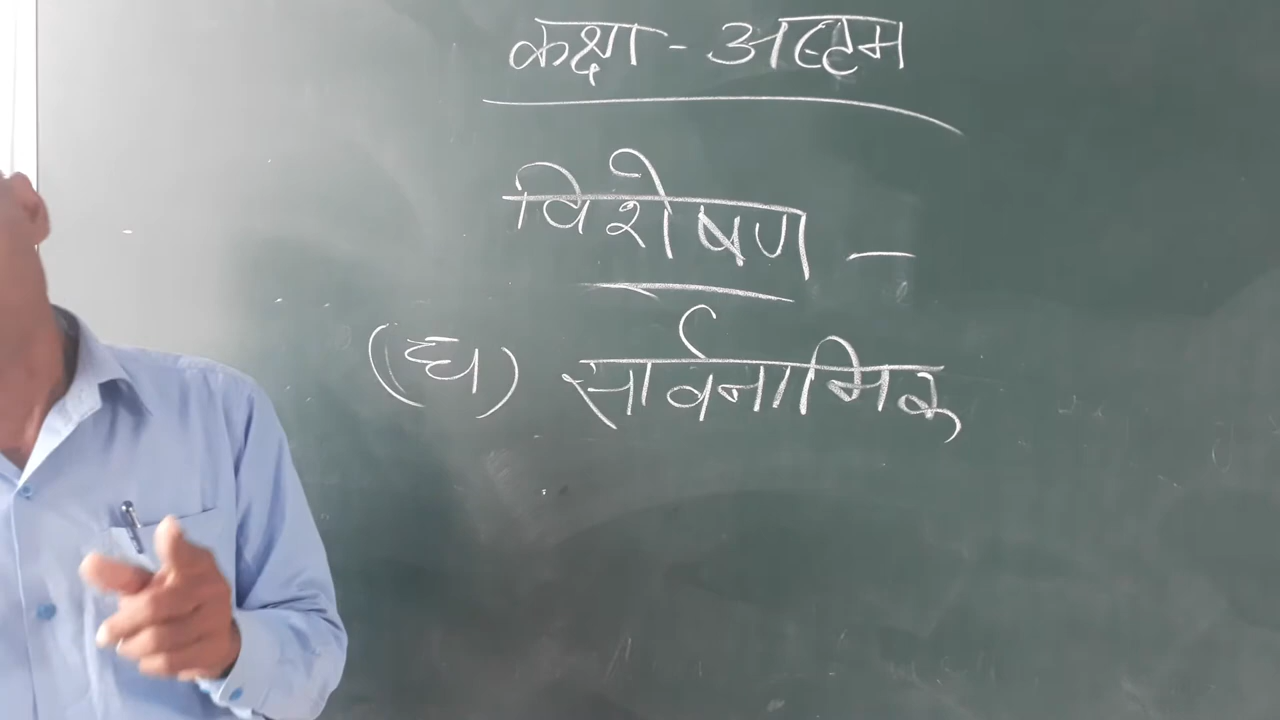 कक्षा - अष्टम
विशेषण -
(घ) सार्वनामिक